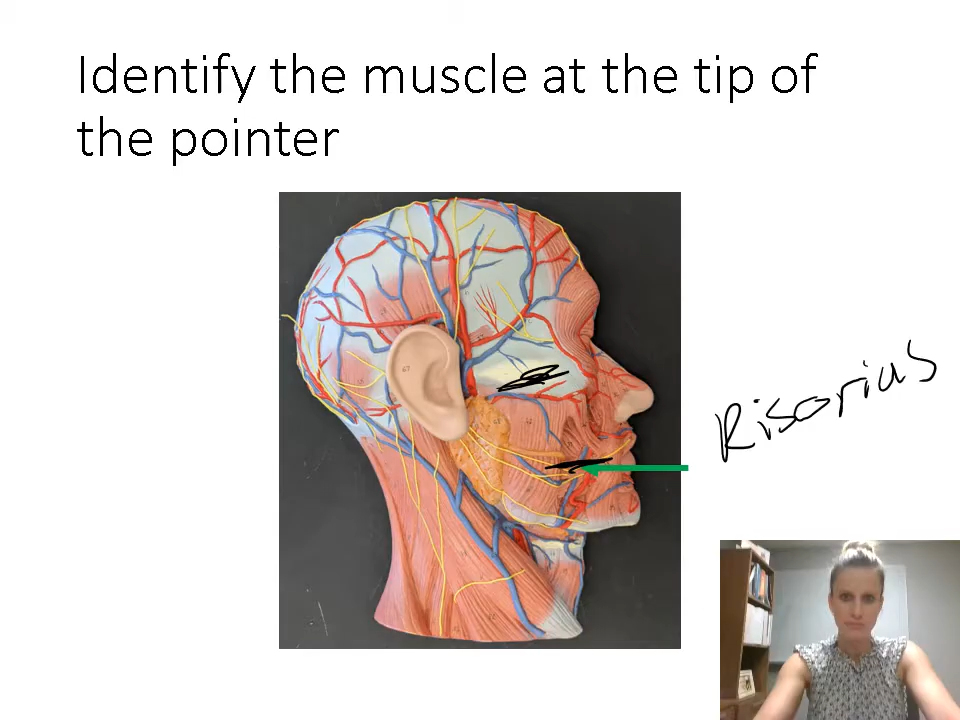 Identify the muscle at the tip of
the pointer
Risorius